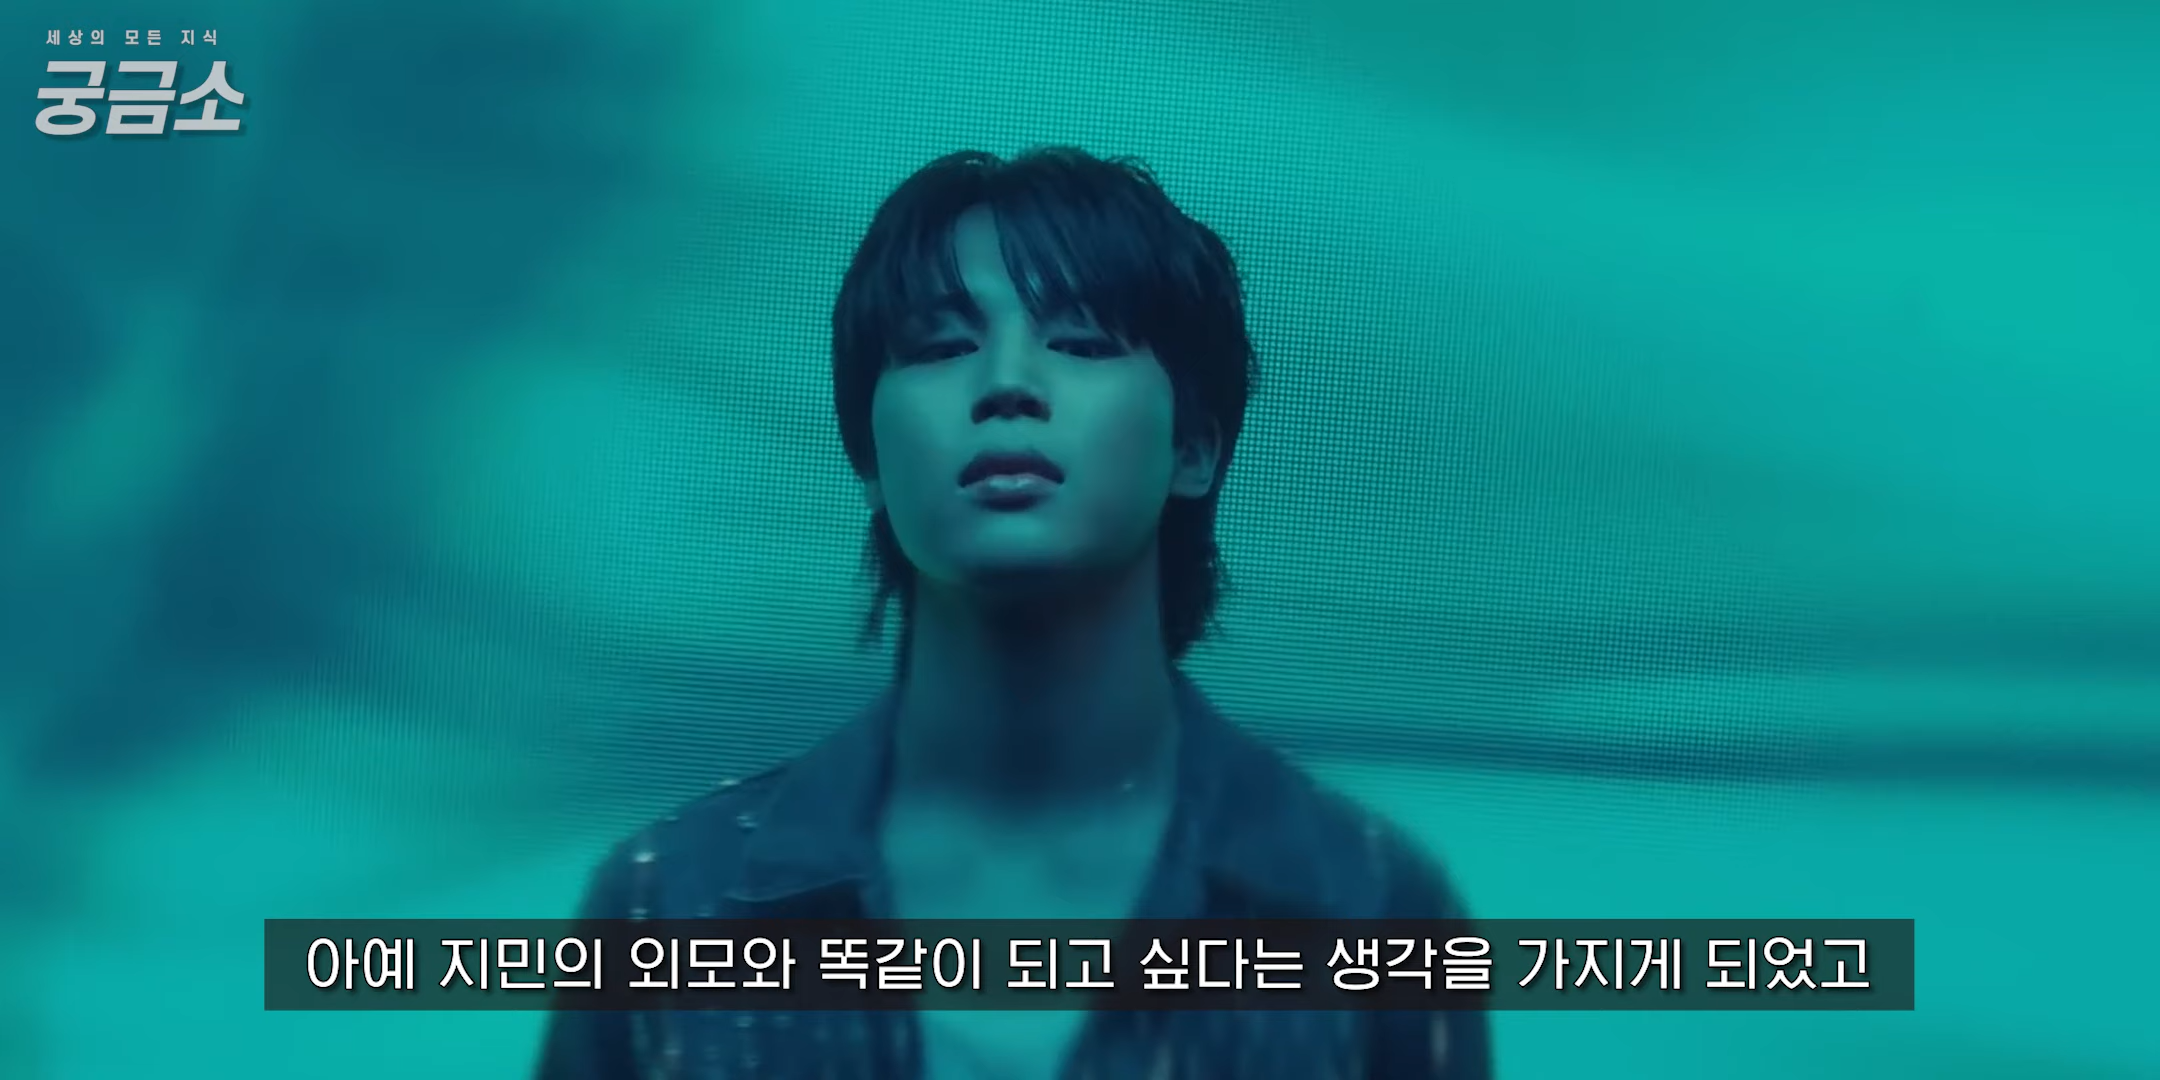 세상의 모든 지식
궁금소
아예 지민의 외모와 똑같이 되고 싶다는 생각을 가지게 되었고